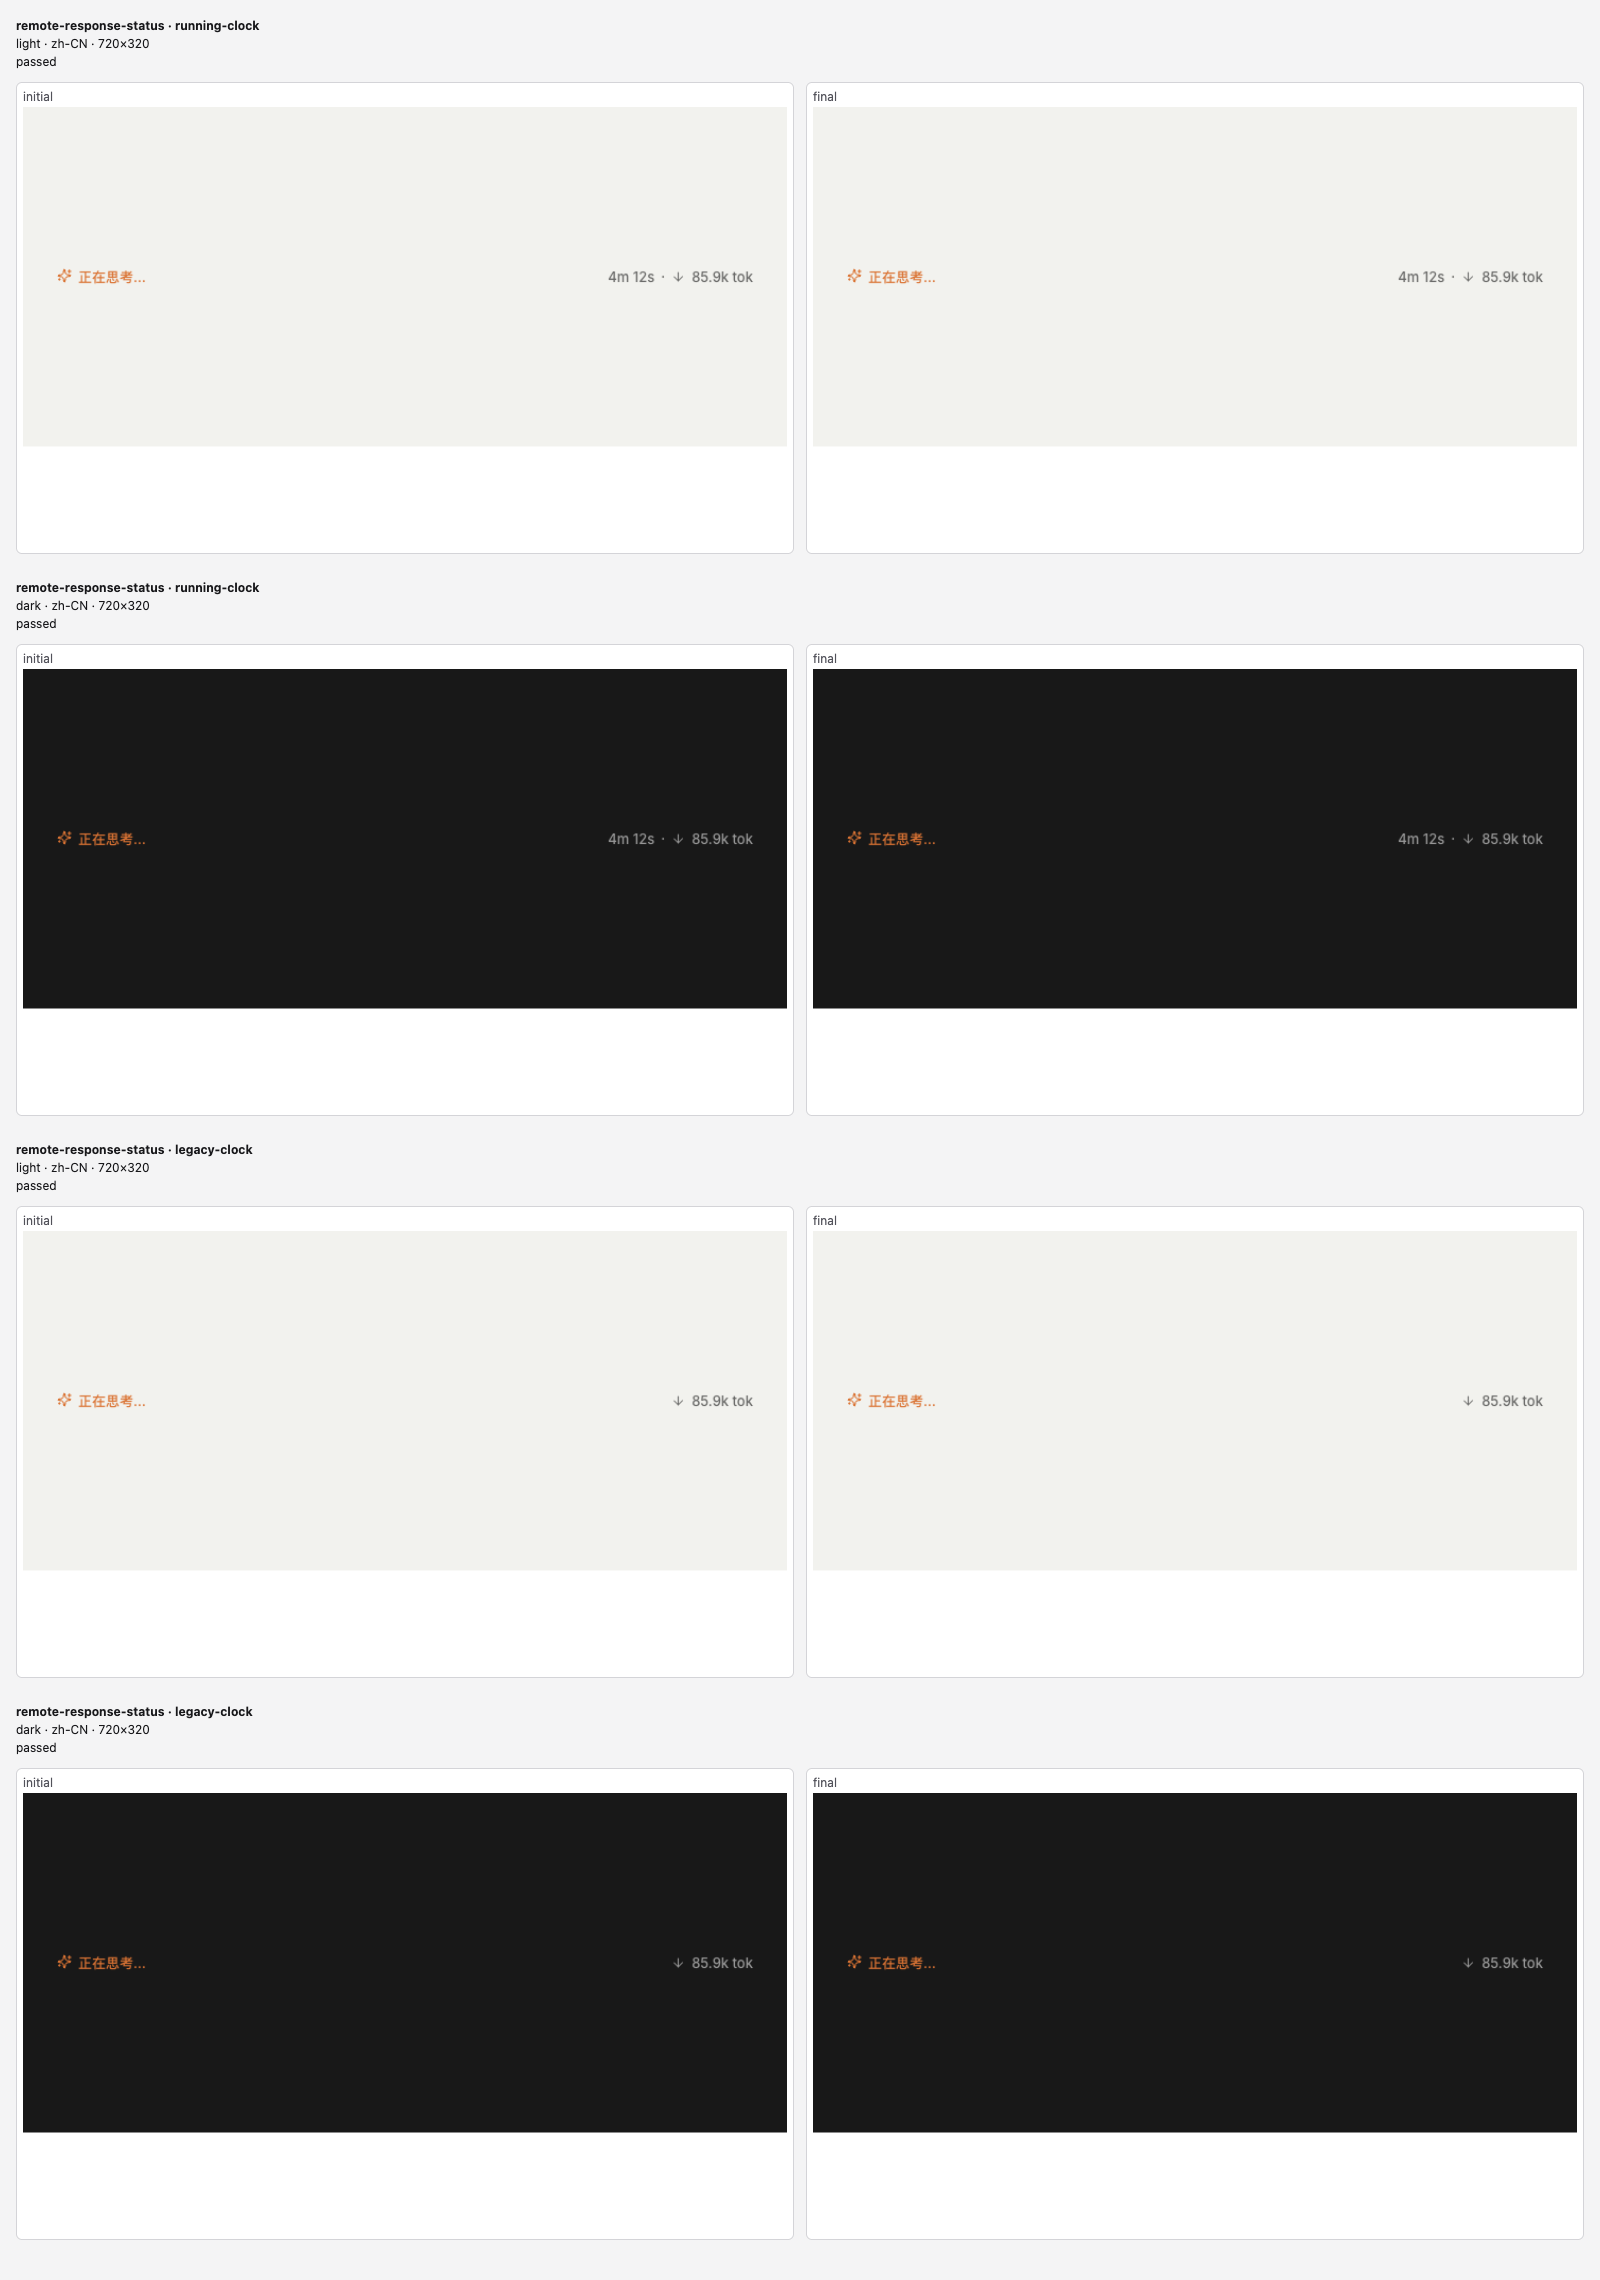 remote-response-status · running-clock
light · zh-CN · 720×320
passed
initial
final
正在思考...
4m 12s · ↓ 85.9k tok
正在思考...
4m 12s · ↓ 85.9k tok
remote-response-status · running-clock
dark · zh-CN · 720×320
passed
initial
final
正在思考...
4m 12s · ↓ 85.9k tok
正在思考...
4m 12s · ↓ 85.9k tok
remote-response-status · legacy-clock
light · zh-CN · 720×320
passed
initial
final
正在思考...
↓ 85.9k tok
正在思考...
↓ 85.9k tok
remote-response-status · legacy-clock
dark · zh-CN · 720×320
passed
initial
final
正在思考...
↓ 85.9k tok
正在思考...
↓ 85.9k tok